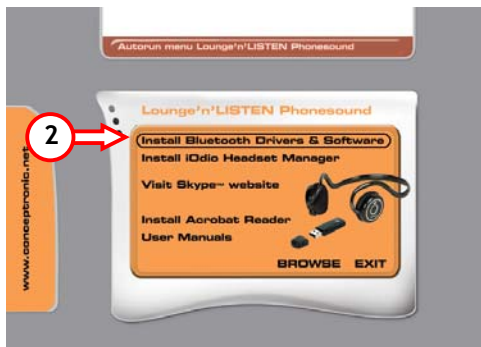 Autorun menu Lounge'n'LISTEN Phonesound
Lounge'n'LISTEN Phonesound
2
Install Bluetooth Drivers & Software
Install iOdio Headset Manager
Visit Skype™ website
Install Acrobat Reader
User Manuals
BROWSE EXIT
www.conceptronic.net